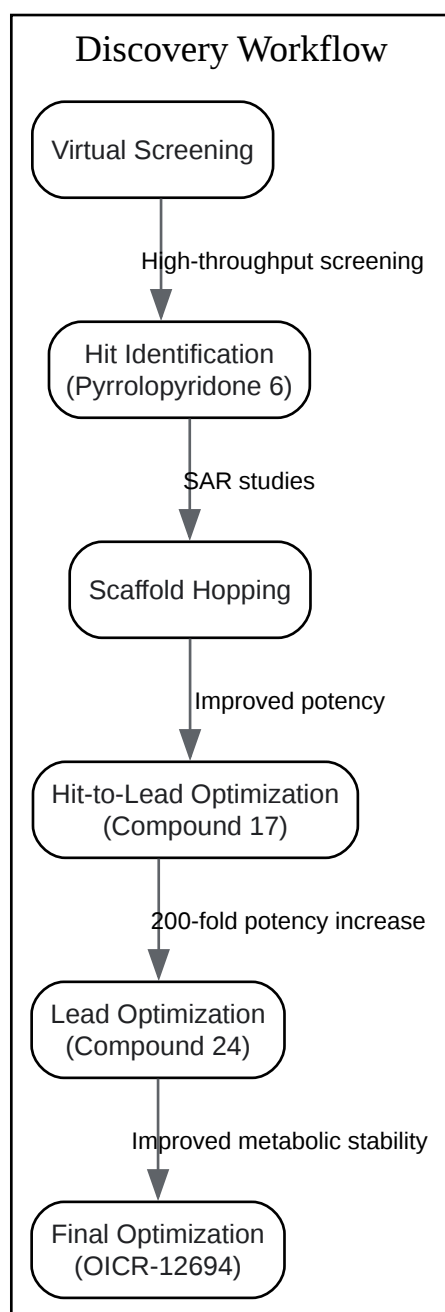 Discovery Workflow
Virtual Screening
High-throughput screening
Hit Identification
(Pyrrolopyridone 6)
SAR studies
Scaffold Hopping
Improved potency
Hit-to-Lead Optimization
(Compound 17)
200-fold potency increase
Lead Optimization
(Compound 24)
Improved metabolic stability
Final Optimization
(OICR-12694)